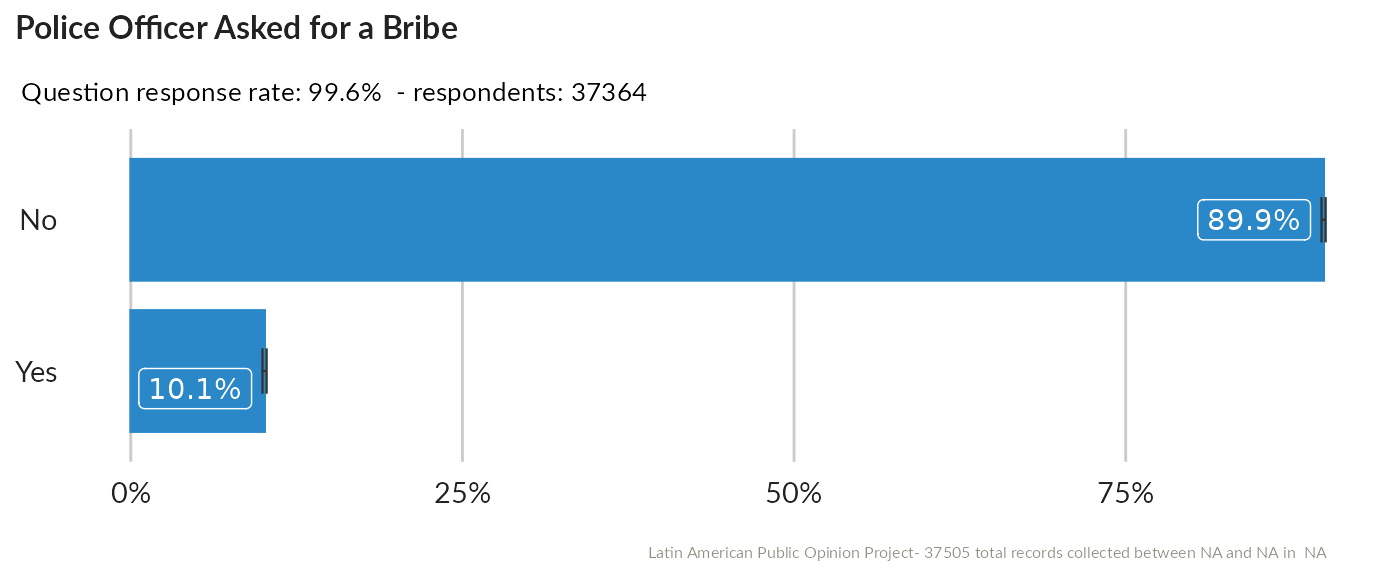 Police Officer Asked for a Bribe
Question response rate: 99.6%  - respondents: 37364
No
89.9%
Yes
10.1%
0%
25%
50%
75%
Latin American Public Opinion Project- 37505 total records collected between NA and NA in  NA